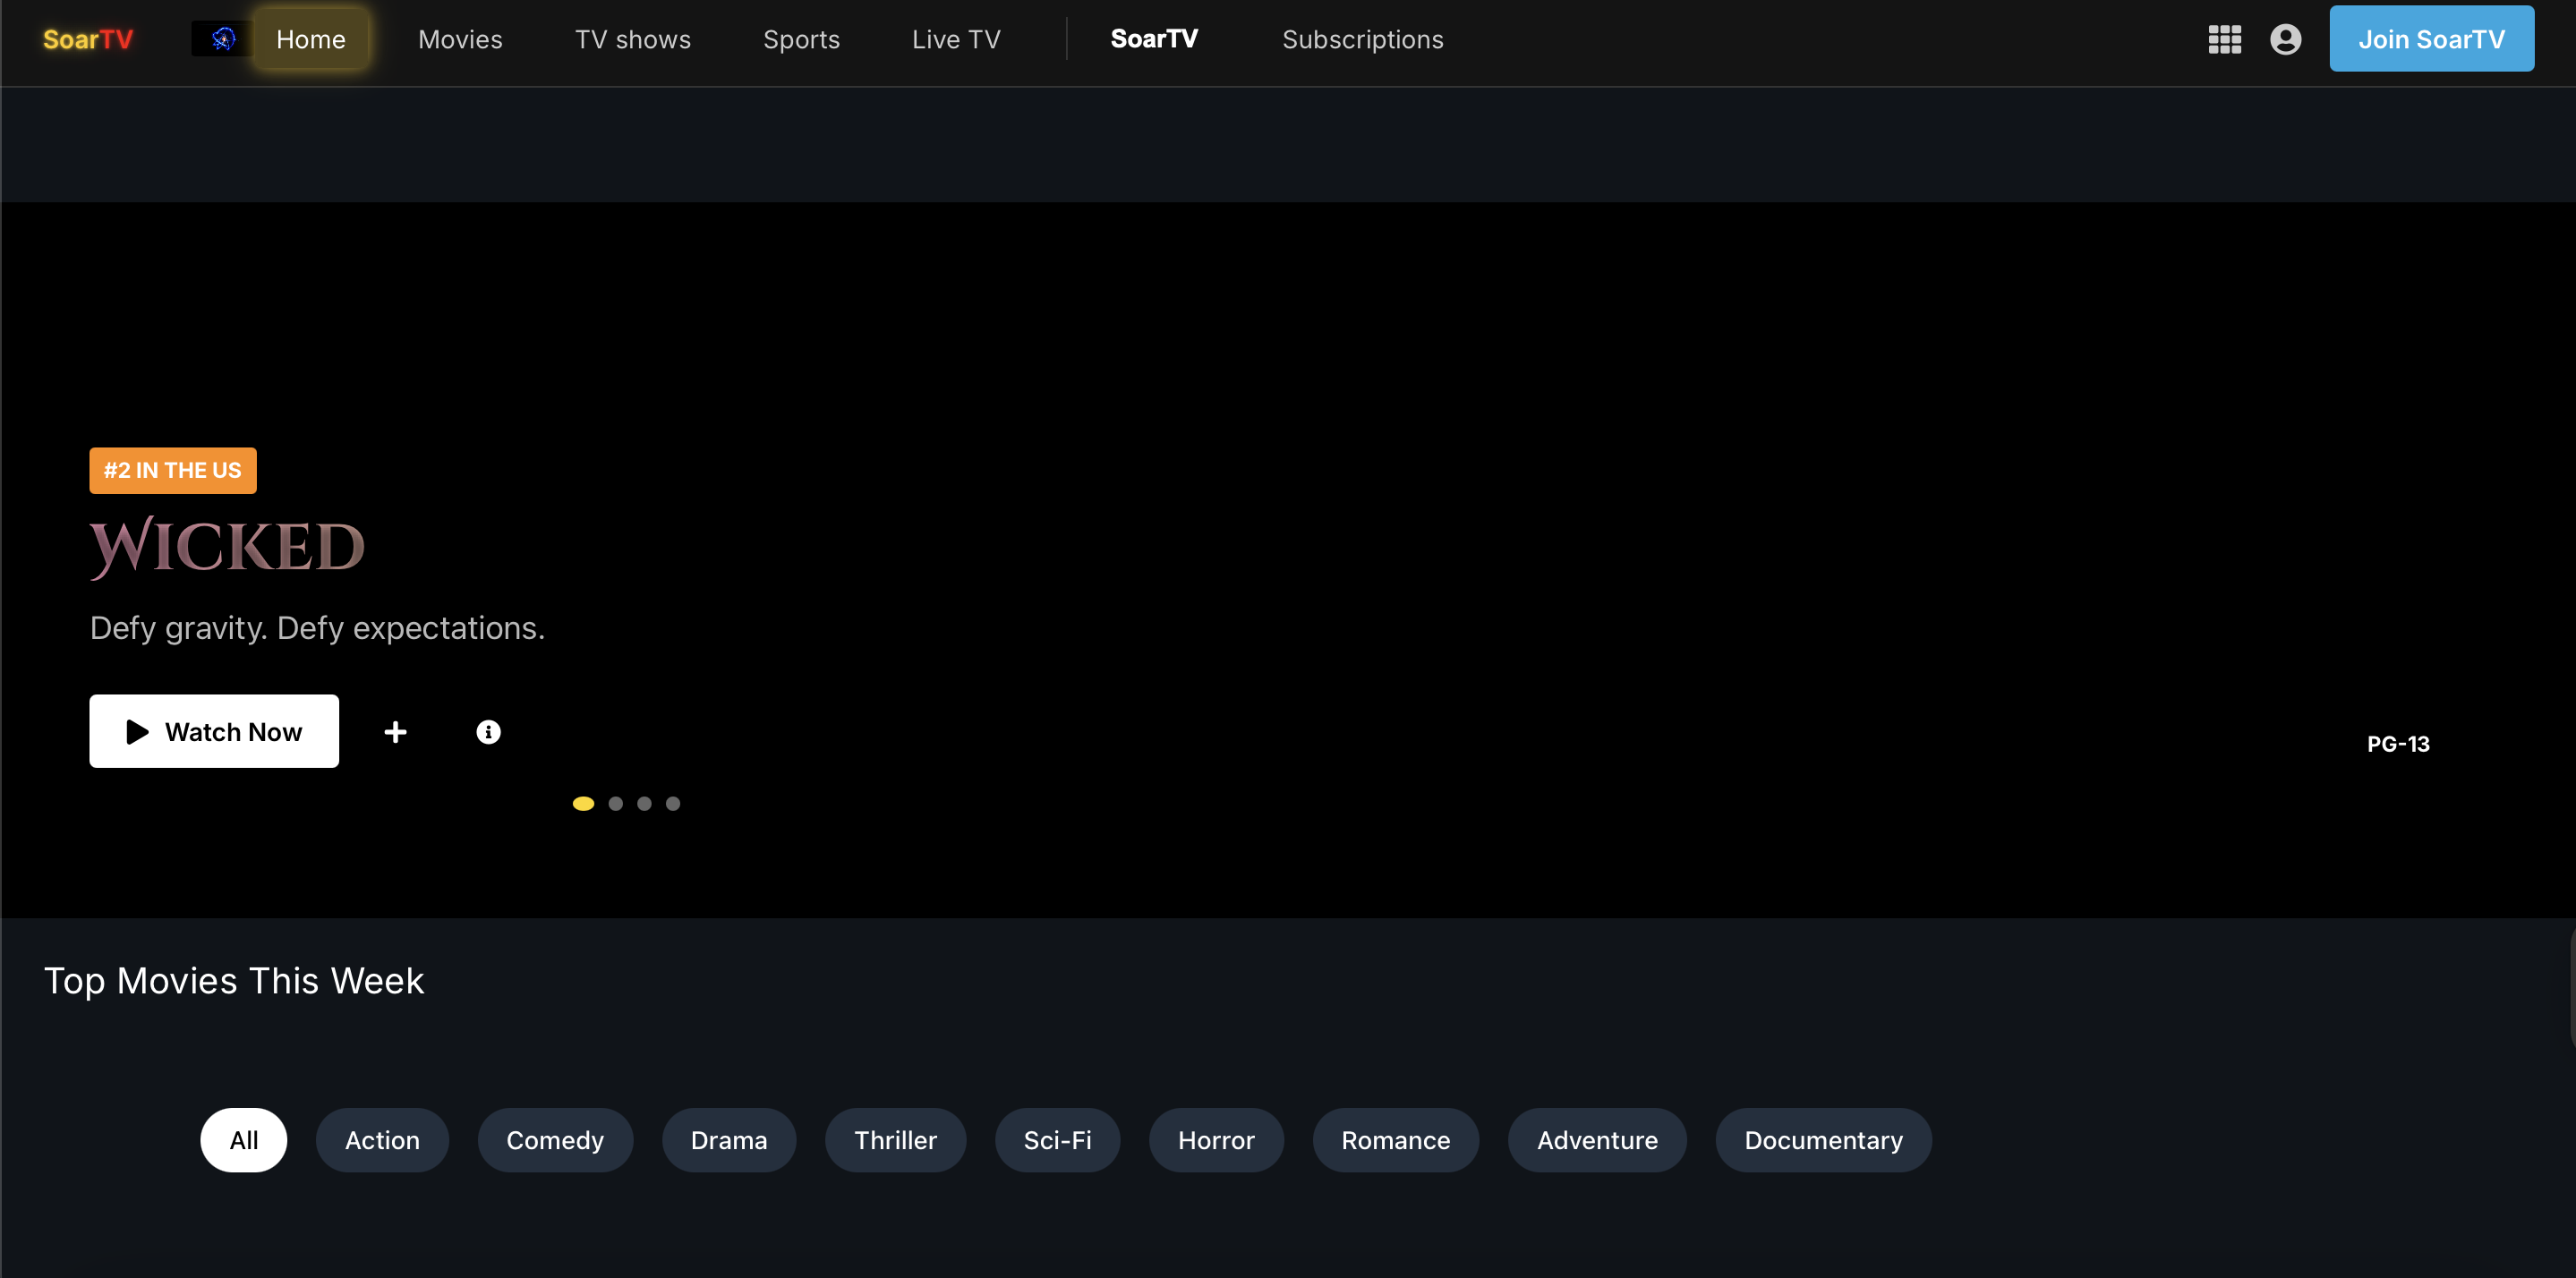 SoarTV Home Movies TV shows Sports Live TV SoarTV Subscriptions Join SoarTV
#2 IN THE US
WICKED
Defy gravity. Defy expectations.
Watch Now
PG-13
Top Movies This Week
All Action Comedy Drama Thriller Sci-Fi Horror Romance Adventure Documentary